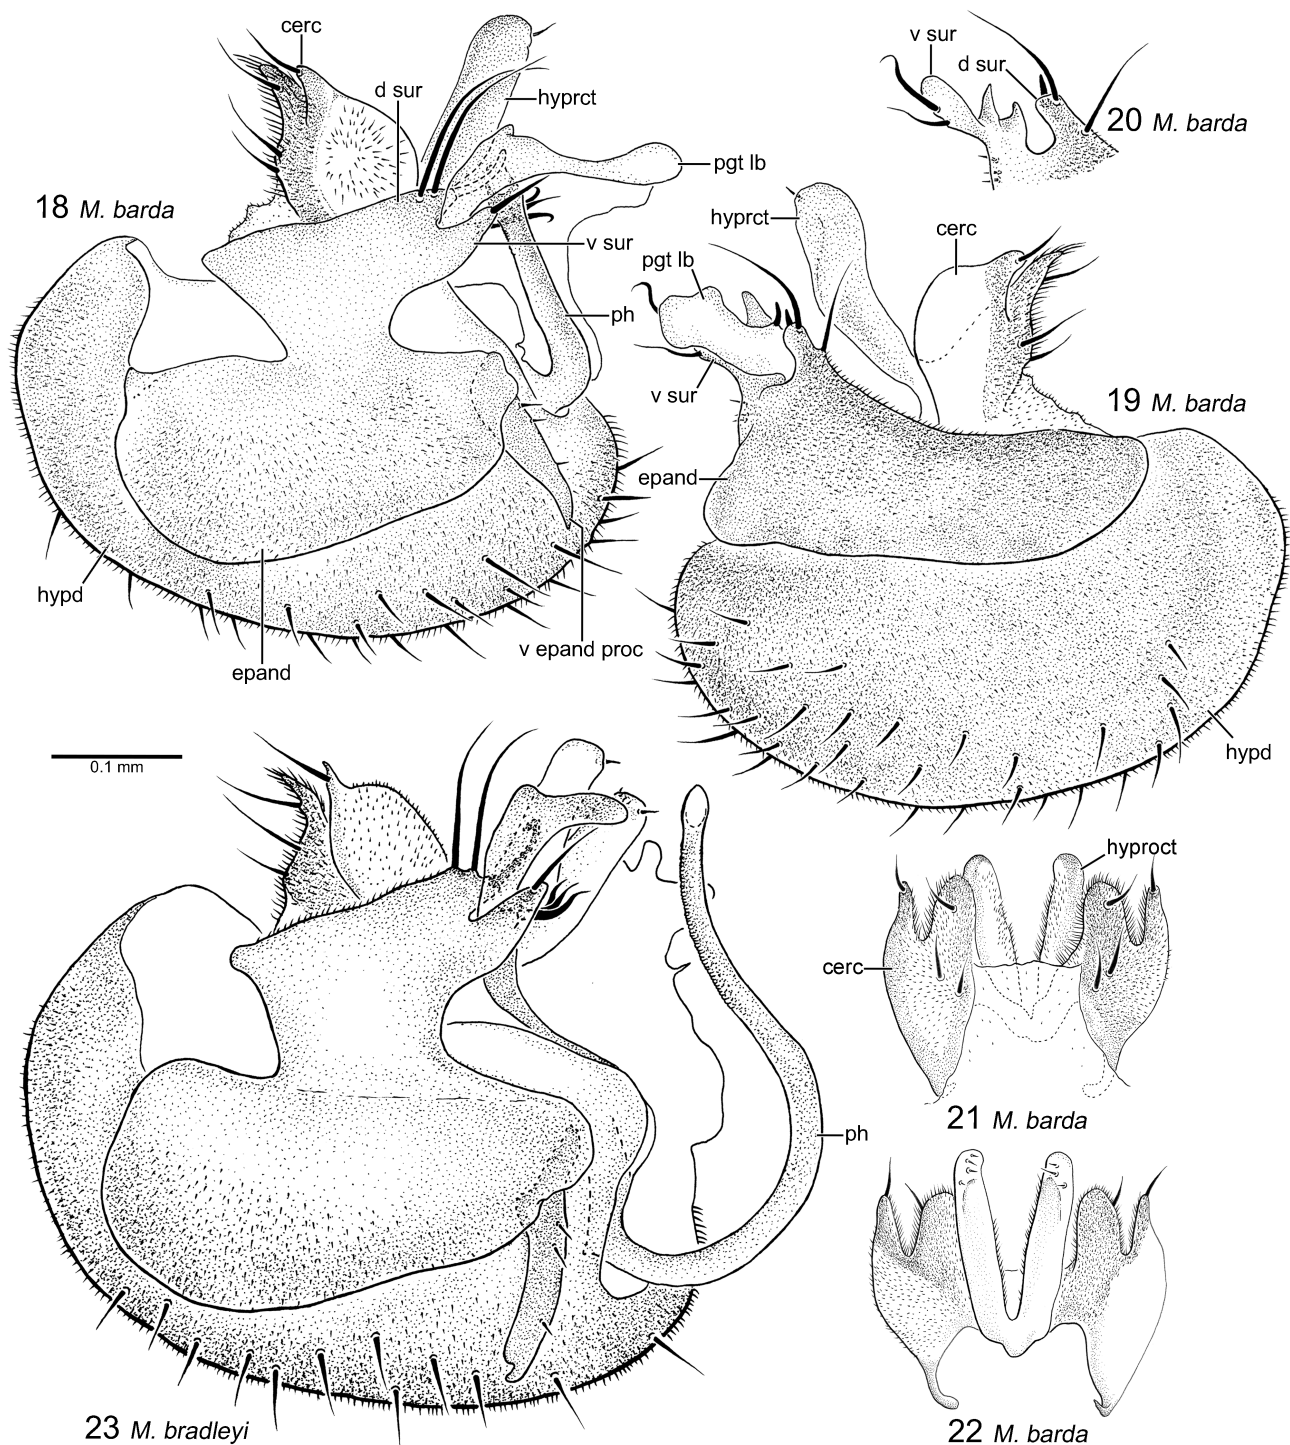 cerc
d sur
hyprct
pgt lb
v sur
ph
18 M. barda
hypd
epand
v epand proc
v sur
d sur
20 M. barda
hyprct
cerc
pgt lb
v sur
epand
19 M. barda
hypd
0.1 mm
ph
23 M. bradleyi
hyproct
cerc
21 M. barda
22 M. barda